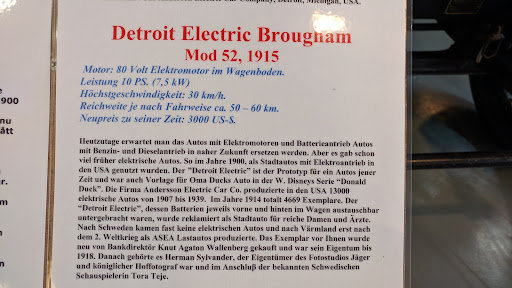 Car Company, Detroit, Michigan, USA.
Detroit Electric Brougham
Mod 52, 1915
Motor: 80 Volt Elektromotor im Wagenboden.
Leistung 10 PS. (7,5 kW)
Höchstgeschwindigkeit: 30 km/h.
Reichweite je nach Fahrweise ca. 50 – 60 km.
Neupreis zu seiner Zeit: 3000 US-S.
Heutzutage erwartet man das Autos mit Elektromotoren und Batterieantrieb Autos
mit Benzin- und Dieselantrieb in naher Zukunft ersetzen werden. Aber es gab schon
viel früher elektrische Autos. So im Jahre 1900, als Stadtautos mit Elektroantrieb in
den USA genutzt wurden. Der "Detroit Electric" ist der Prototyp für ein Autos jener
Zeit und war auch Vorlage für Oma Ducks Auto in der W. Disneys Serie "Donald
Duck". Die Firma Andersson Electric Car Co. produzierte in den USA 13000
elektrische Autos von 1907 bis 1939. Im Jahre 1914 totalt 4669 Exemplare. Der
"Detroit Electric", dessen Batterien jeweils vorne und hinten im Wagen austauschbar
untergebracht waren, wurde reklamiert als Stadtauto für reiche Damen und Ärzte.
Nach Schweden kamen fast keine elektrischen Autos und nach Värmland erst nach
dem 2. Weltkrieg als ASEA Lastautos produzierte. Das Exemplar vor Ihnen wurde
neu von Bankdirektör Knut Agaton Wallenberg gekauft und war sein Eigentum bis
1918. Danach gehörte es Herman Sylvander, der Eigentümer des Fotostudios Jäger
und königlicher Hoffotograf war und im Anschluß der bekannten Schwedischen
Schauspielerin Tora Teje.
900
nu
ått